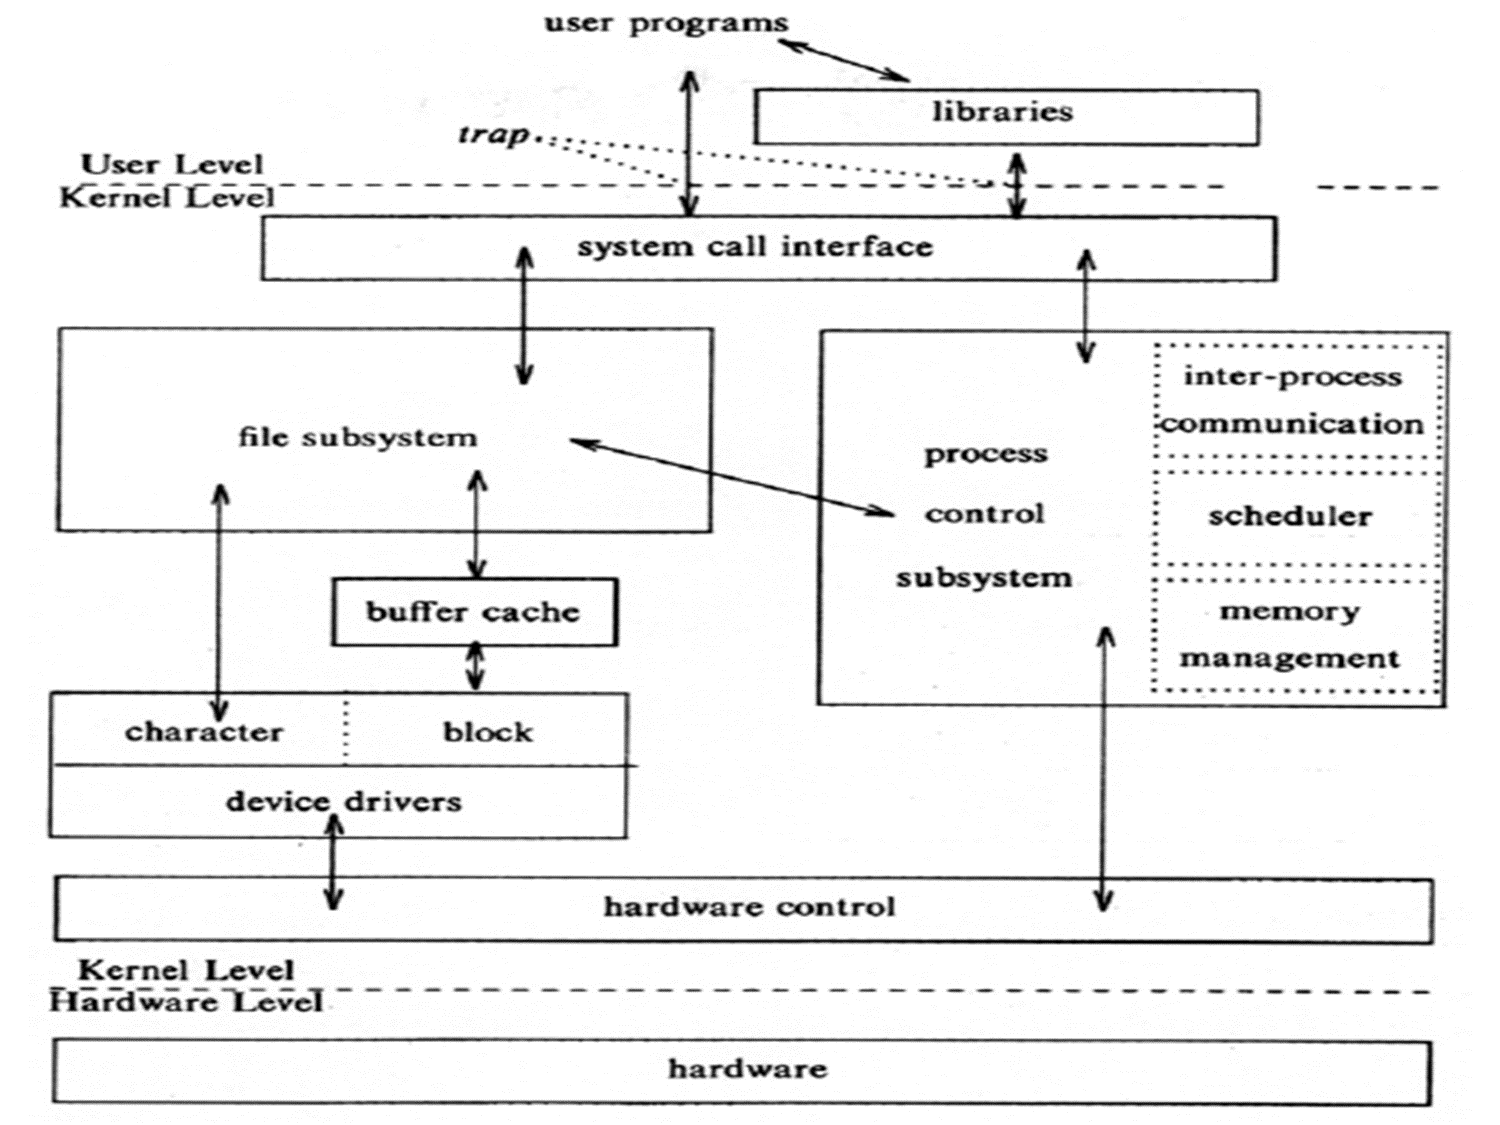 user programs
libraries
trap
User Level
Kernel Level
system call interface
inter-process
communication
file subsystem
process
control
subsystem
scheduler
memory
management
buffer cache
character
block
device drivers
hardware control
Kernel Level
Hardware Level
hardware